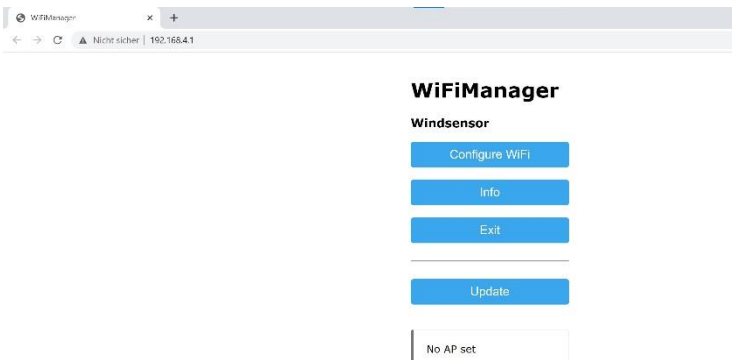 WiFiManager
Nicht sicher | 192.168.4.1
WiFiManager
Windsensor
Configure WiFi
Info
Exit
Update
No AP set